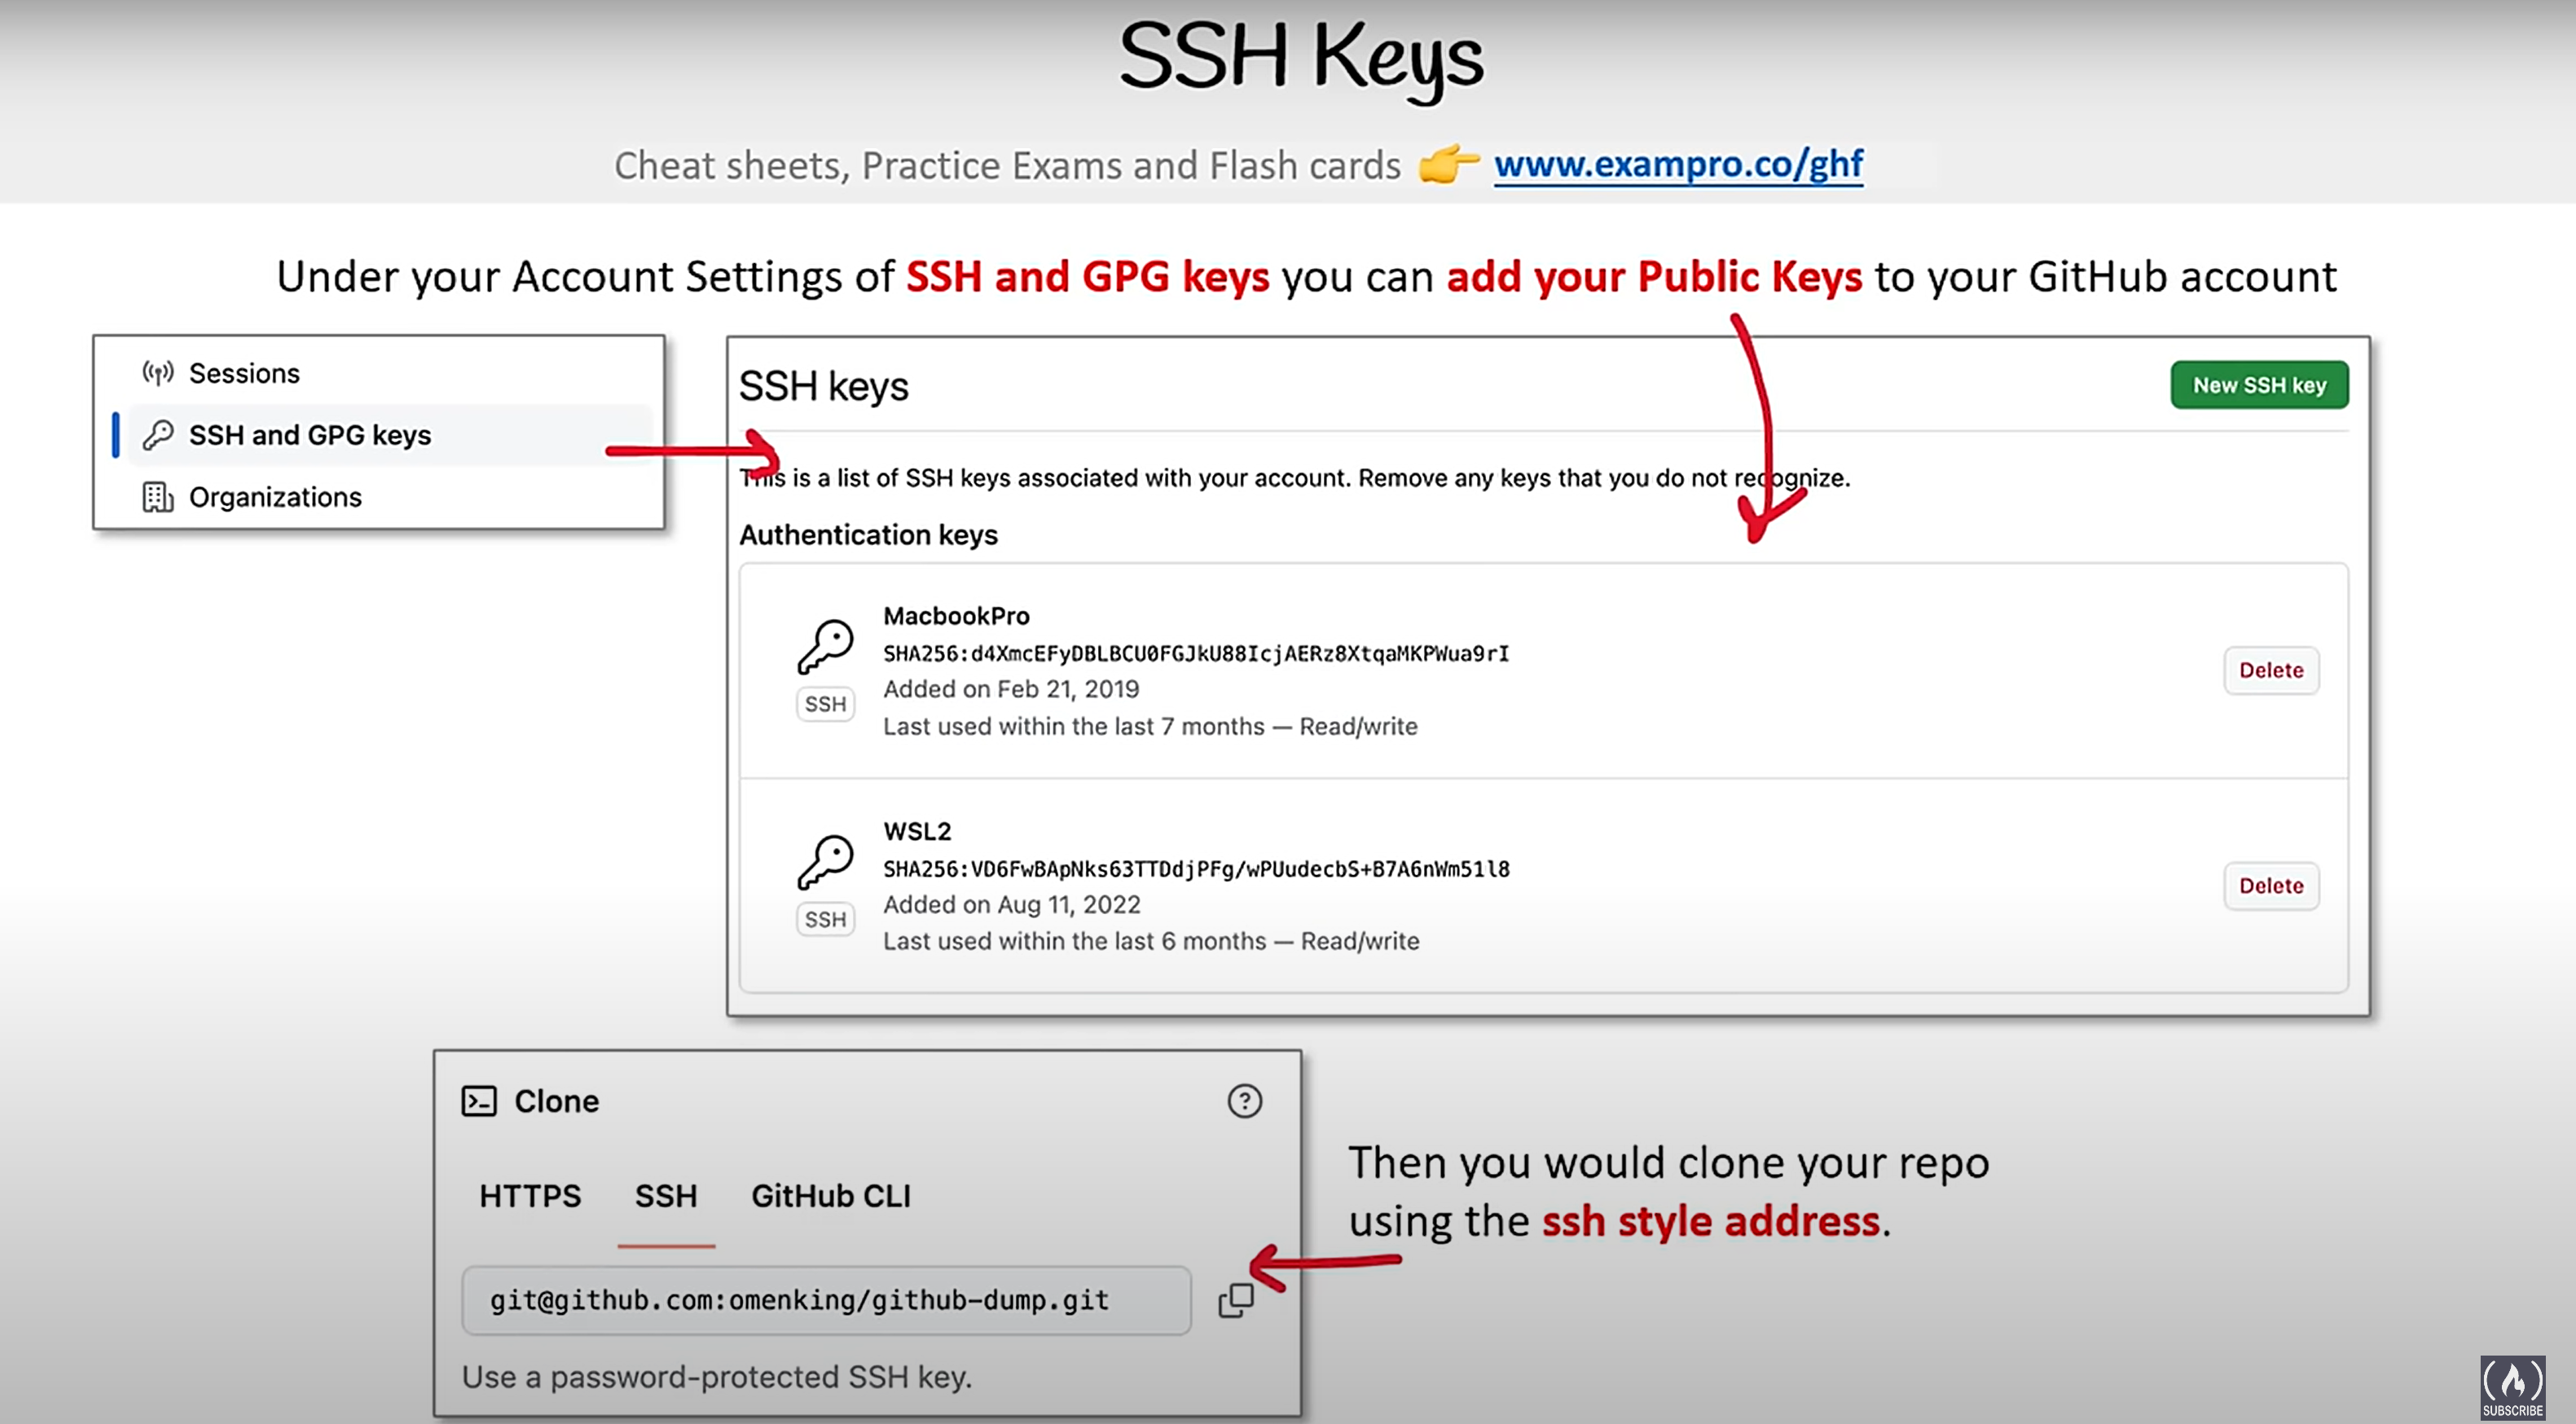 SSH Keys
Cheat sheets, Practice Exams and Flash cards 👉 www.exampro.co/ghf
Under your Account Settings of SSH and GPG keys you can add your Public Keys to your GitHub account
Sessions
SSH and GPG keys
Organizations
SSH keys
New SSH key
This is a list of SSH keys associated with your account. Remove any keys that you do not recognize.
Authentication keys
MacbookPro
SHA256:d4XmcEFyDBLBCU0FGJkU88IcjAERz8XtqaMKPWua9rI
SSH
Added on Feb 21, 2019
Last used within the last 7 months — Read/write
Delete
WSL2
SHA256:VD6FwBApNks63TTDdjPFg/wPUudecbS+B7A6nWm51l8
SSH
Added on Aug 11, 2022
Last used within the last 6 months — Read/write
Delete
Clone
HTTPS SSH GitHub CLI
git@github.com:omenking/github-dump.git
Use a password-protected SSH key.
Then you would clone your repo
using the ssh style address.
SUBSCRIBE